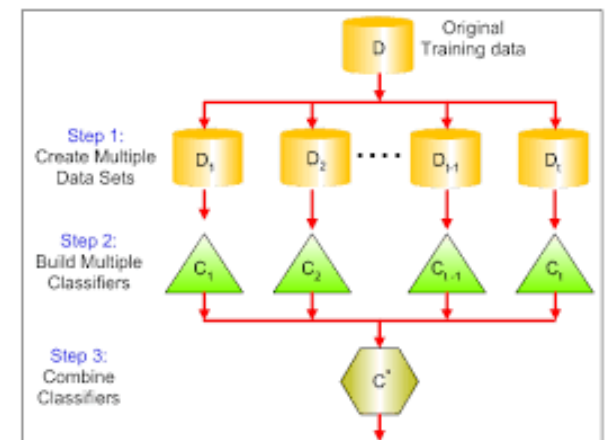 Original
D
Training data
Step 1:
Create Multiple
Data Sets
D₁
D₂
....
Dₜ₋₁
Dₜ
Step 2:
Build Multiple
Classifiers
C₁
C₂
Cₜ₋₁
Cₜ
Step 3:
Combine
Classifiers
C*